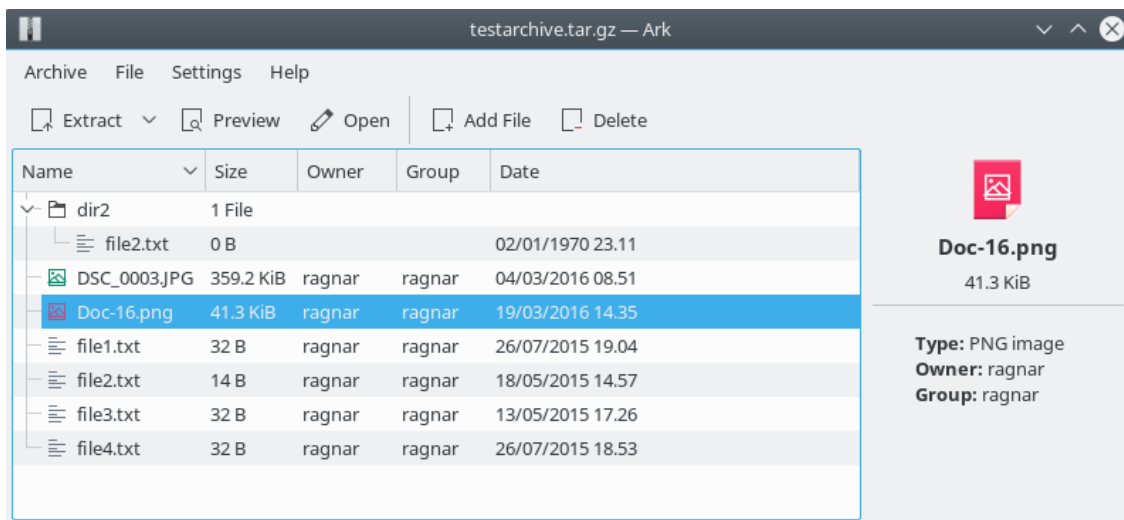 testarchive.tar.gz — Ark
Archive File Settings Help
Extract Preview Open Add File Delete
Name Size Owner Group Date
dir2 1 File
file2.txt 0 B 02/01/1970 23.11
DSC_0003.JPG 359.2 KiB ragnar ragnar 04/03/2016 08.51
Doc-16.png 41.3 KiB ragnar ragnar 19/03/2016 14.35
file1.txt 32 B ragnar ragnar 26/07/2015 19.04
file2.txt 14 B ragnar ragnar 18/05/2015 14.57
file3.txt 32 B ragnar ragnar 13/05/2015 17.26
file4.txt 32 B ragnar ragnar 26/07/2015 18.53
Doc-16.png
41.3 KiB
Type: PNG image
Owner: ragnar
Group: ragnar